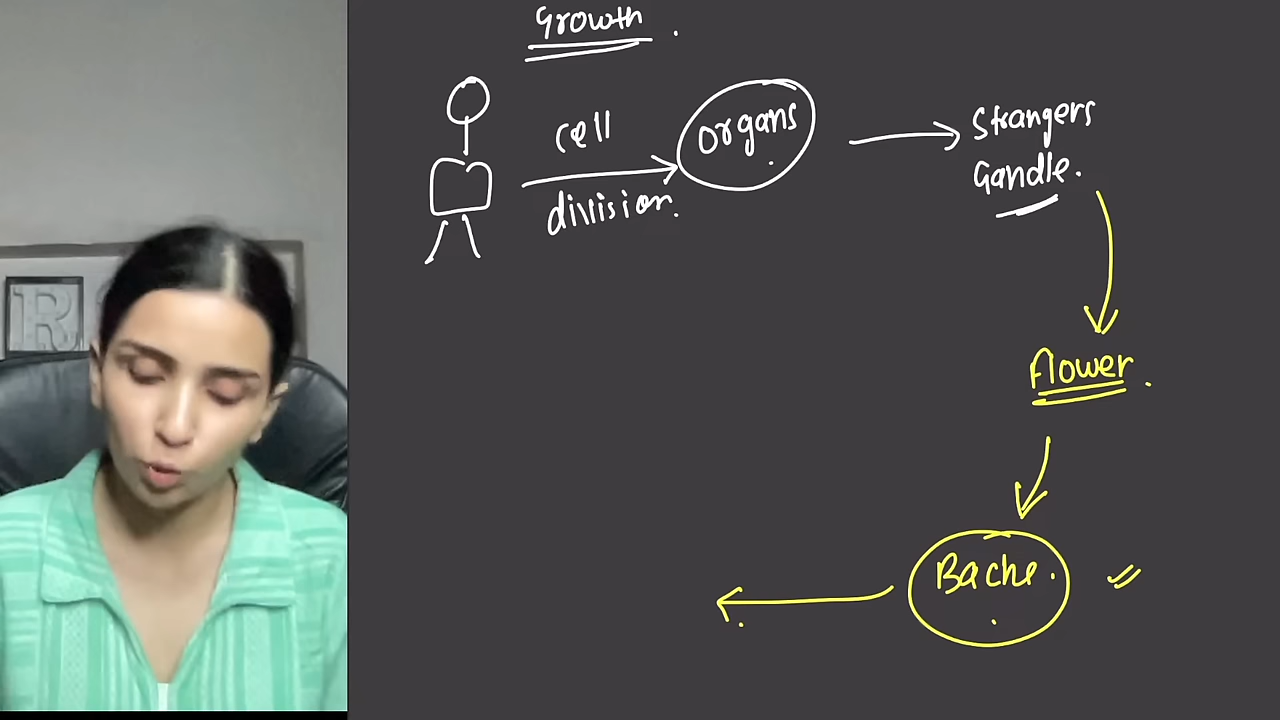 Growth.
cell
division.
organs
Strangers
Gandle.
flower.
Bache.
R